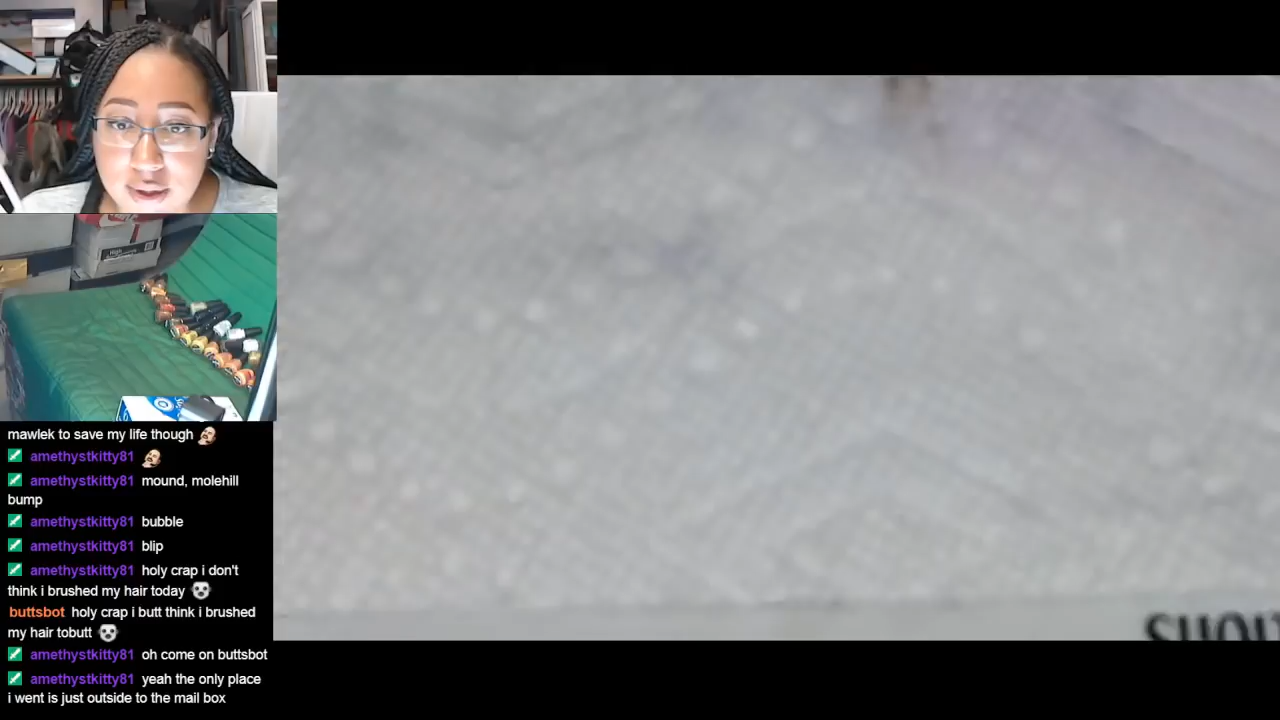 mawlek to save my life though
amethystkitty81
amethystkitty81 mound, molehill
bump
amethystkitty81 bubble
amethystkitty81 blip
amethystkitty81 holy crap i don't
think i brushed my hair today
buttsbot holy crap i butt think i brushed
my hair tobutt
amethystkitty81 oh come on buttsbot
amethystkitty81 yeah the only place
i went is just outside to the mail box